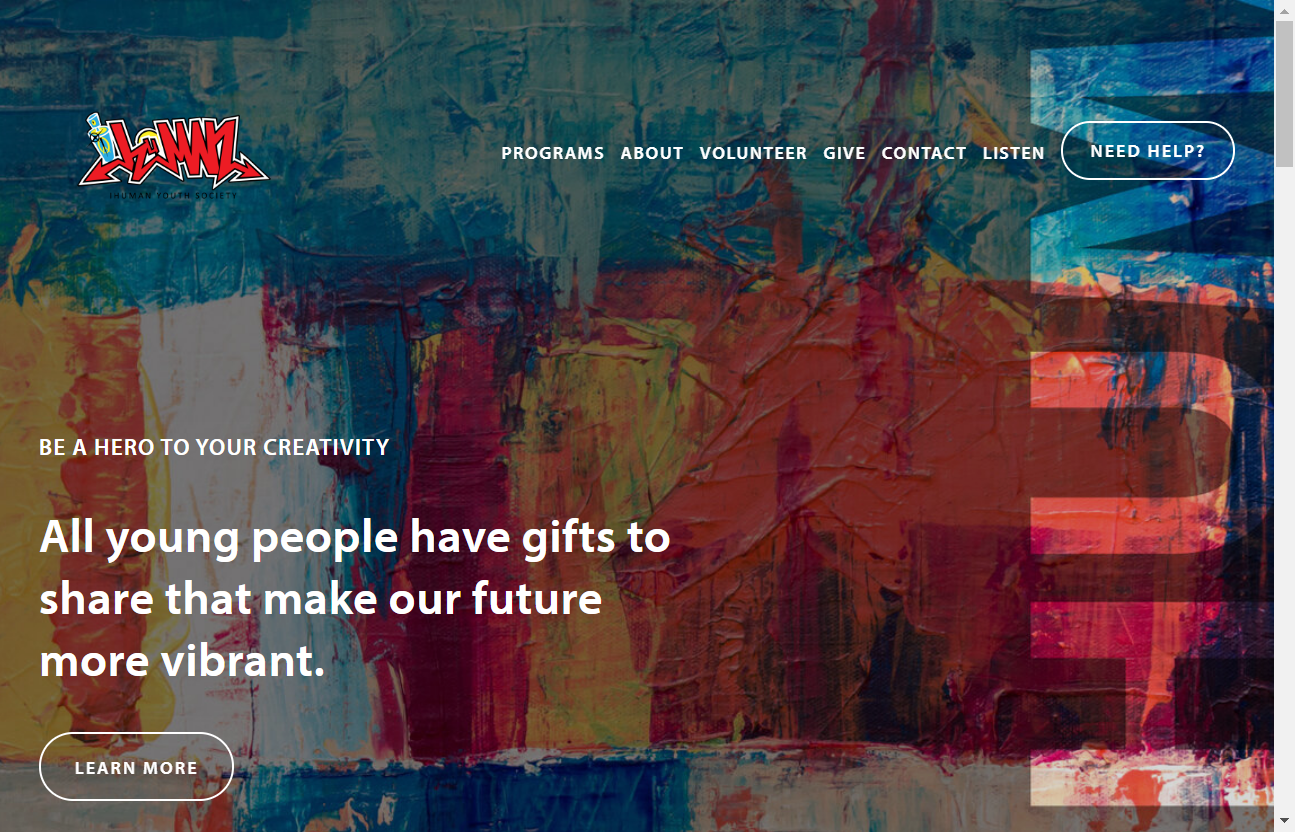 IHUMAN YOUTH SOCIETY
PROGRAMS ABOUT VOLUNTEER GIVE CONTACT LISTEN NEED HELP?
BE A HERO TO YOUR CREATIVITY
All young people have gifts to
share that make our future
more vibrant.
LEARN MORE